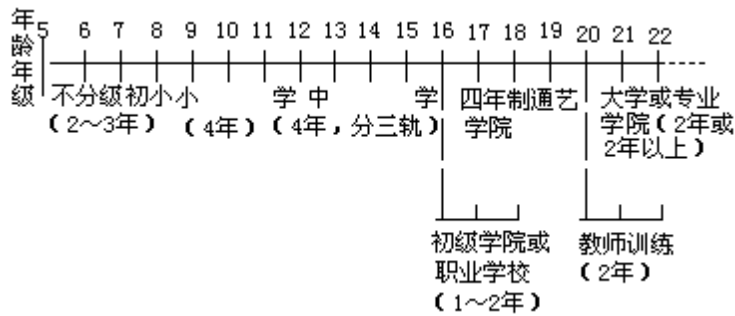 年龄年级
5 6 7 8 9 10 11 12 13 14 15 16 17 18 19 20 21 22
不分级初小 小 学 中 学 四年制通艺 大学或专业
(2～3年) (4年) (4年,分三轨) 学院 学院(2年或
2年以上)
初级学院或 教师训练
职业学校 (2年)
(1～2年)